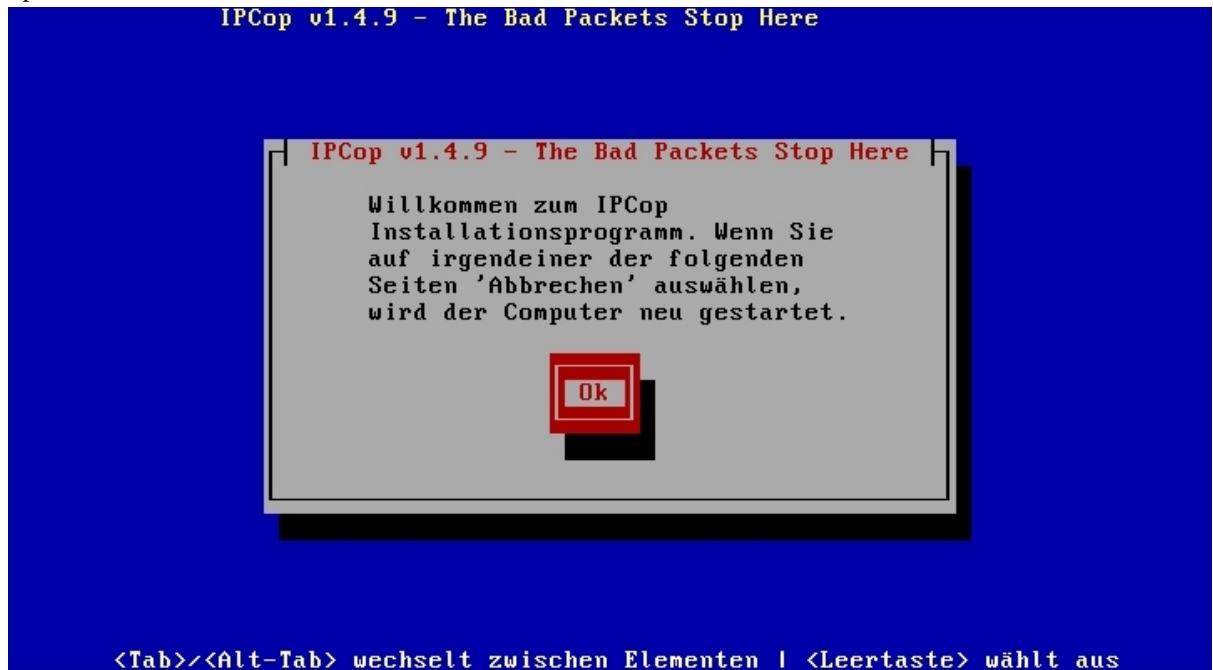 IPCop v1.4.9 - The Bad Packets Stop Here
IPCop v1.4.9 - The Bad Packets Stop Here
Willkommen zum IPCop
Installationsprogramm. Wenn Sie
auf irgendeiner der folgenden
Seiten 'Abbrechen' auswählen,
wird der Computer neu gestartet.
Ok
<Tab>/<Alt-Tab> wechselt zwischen Elementen | <Leertaste> wählt aus